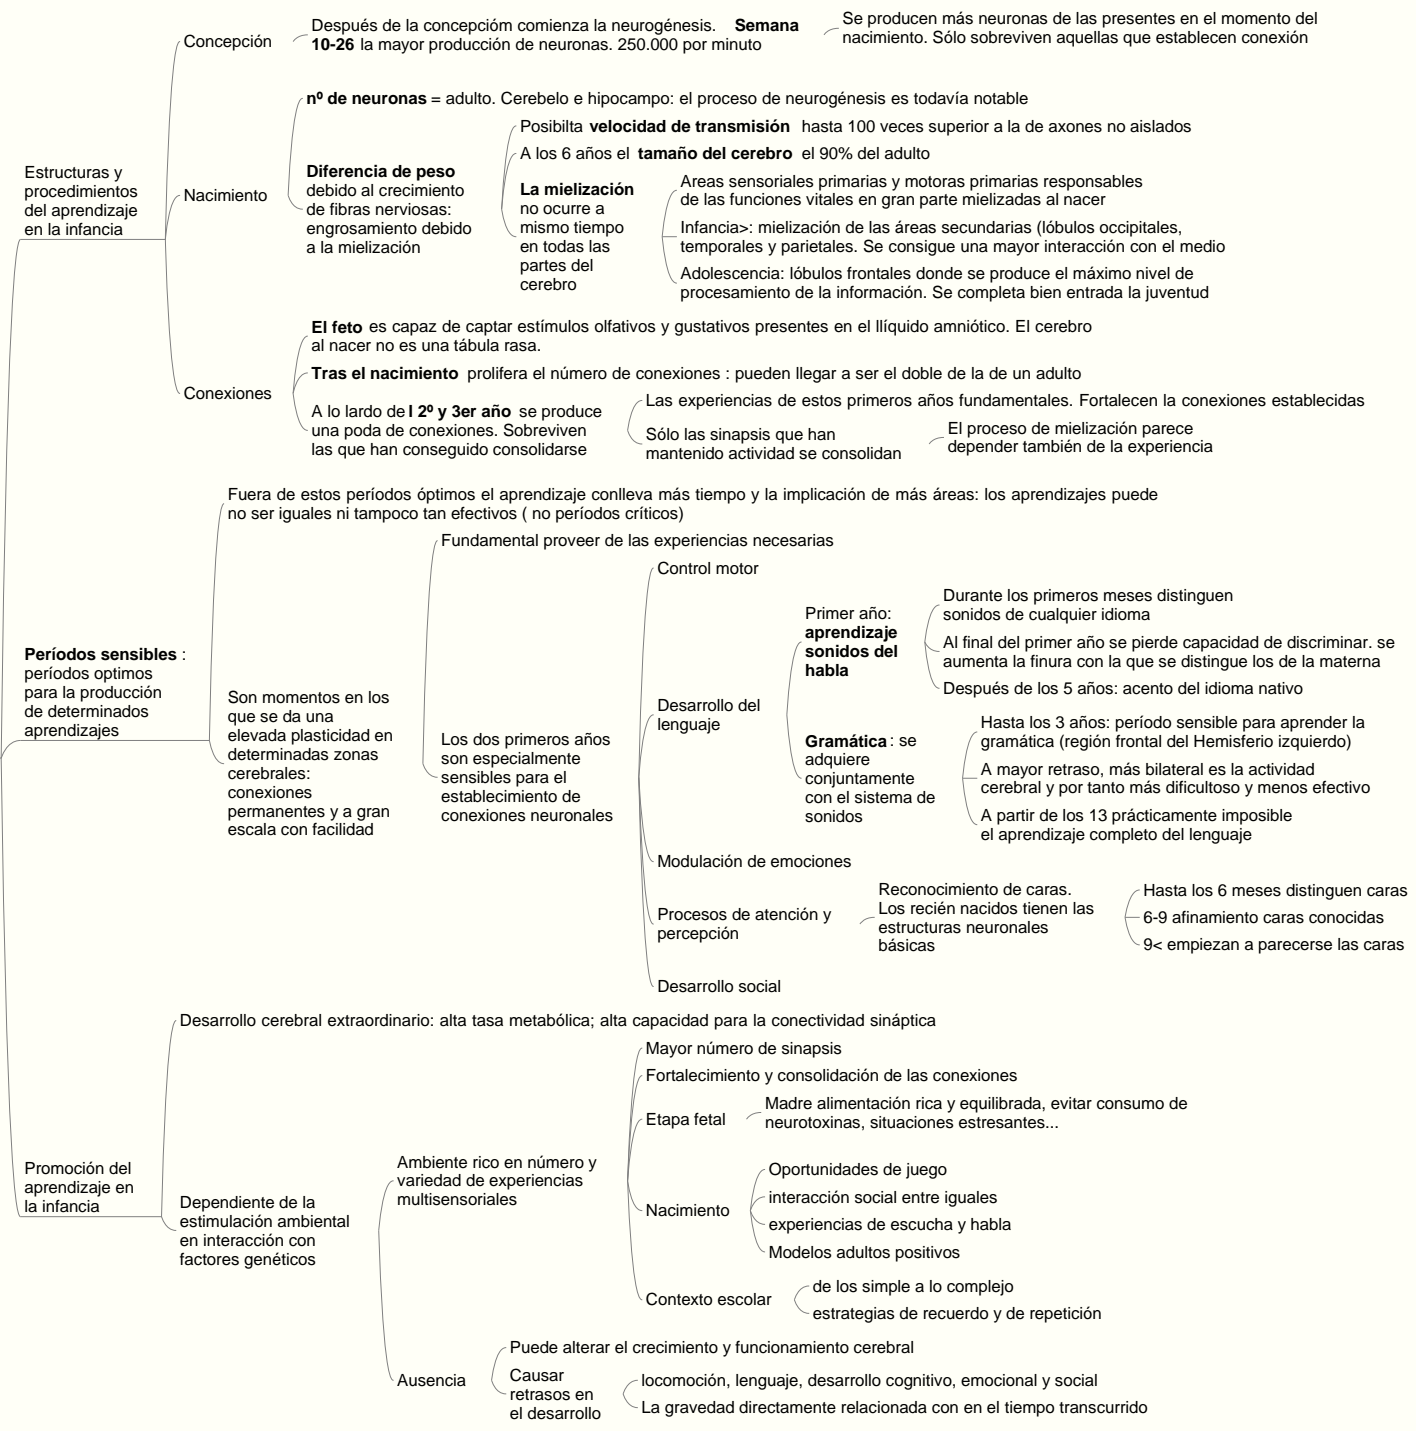 Estructuras y
procedimientos
del aprendizaje
en la infancia
Concepción
Después de la concepcióm comienza la neurogénesis. Semana
10-26 la mayor producción de neuronas. 250.000 por minuto
Se producen más neuronas de las presentes en el momento del
nacimiento. Sólo sobreviven aquellas que establecen conexión
Nacimiento
nº de neuronas = adulto. Cerebelo e hipocampo: el proceso de neurogénesis es todavía notable
Diferencia de peso
debido al crecimiento
de fibras nerviosas:
engrosamiento debido
a la mielización
Posibilta velocidad de transmisión hasta 100 veces superior a la de axones no aislados
A los 6 años el tamaño del cerebro el 90% del adulto
La mielización
no ocurre a
mismo tiempo
en todas las
partes del
cerebro
Areas sensoriales primarias y motoras primarias responsables
de las funciones vitales en gran parte mielizadas al nacer
Infancia>: mielización de las áreas secundarias (lóbulos occipitales,
temporales y parietales. Se consigue una mayor interacción con el medio
Adolescencia: lóbulos frontales donde se produce el máximo nivel de
procesamiento de la información. Se completa bien entrada la juventud
Conexiones
El feto es capaz de captar estímulos olfativos y gustativos presentes en el llíquido amniótico. El cerebro
al nacer no es una tábula rasa.
Tras el nacimiento prolifera el número de conexiones : pueden llegar a ser el doble de la de un adulto
A lo lardo de l 2º y 3er año se produce
una poda de conexiones. Sobreviven
las que han conseguido consolidarse
Las experiencias de estos primeros años fundamentales. Fortalecen la conexiones establecidas
Sólo las sinapsis que han
mantenido actividad se consolidan
El proceso de mielización parece
depender también de la experiencia
Períodos sensibles :
períodos optimos
para la producción
de determinados
aprendizajes
Fuera de estos períodos óptimos el aprendizaje conlleva más tiempo y la implicación de más áreas: los aprendizajes puede
no ser iguales ni tampoco tan efectivos ( no períodos críticos)
Son momentos en los
que se da una
elevada plasticidad en
determinadas zonas
cerebrales:
conexiones
permanentes y a gran
escala con facilidad
Fundamental proveer de las experiencias necesarias
Los dos primeros años
son especialmente
sensibles para el
establecimiento de
conexiones neuronales
Control motor
Desarrollo del
lenguaje
Primer año:
aprendizaje
sonidos del
habla
Durante los primeros meses distinguen
sonidos de cualquier idioma
Al final del primer año se pierde capacidad de discriminar. se
aumenta la finura con la que se distingue los de la materna
Después de los 5 años: acento del idioma nativo
Gramática : se
adquiere
conjuntamente
con el sistema de
sonidos
Hasta los 3 años: período sensible para aprender la
gramática (región frontal del Hemisferio izquierdo)
A mayor retraso, más bilateral es la actividad
cerebral y por tanto más dificultoso y menos efectivo
A partir de los 13 prácticamente imposible
el aprendizaje completo del lenguaje
Modulación de emociones
Procesos de atención y
percepción
Reconocimiento de caras.
Los recién nacidos tienen las
estructuras neuronales
básicas
Hasta los 6 meses distinguen caras
6-9 afinamiento caras conocidas
9< empiezan a parecerse las caras
Desarrollo social
Promoción del
aprendizaje en
la infancia
Desarrollo cerebral extraordinario: alta tasa metabólica; alta capacidad para la conectividad sináptica
Dependiente de la
estimulación ambiental
en interacción con
factores genéticos
Ambiente rico en número y
variedad de experiencias
multisensoriales
Mayor número de sinapsis
Fortalecimiento y consolidación de las conexiones
Etapa fetal
Madre alimentación rica y equilibrada, evitar consumo de
neurotoxinas, situaciones estresantes...
Nacimiento
Oportunidades de juego
interacción social entre iguales
experiencias de escucha y habla
Modelos adultos positivos
Contexto escolar
de los simple a lo complejo
estrategias de recuerdo y de repetición
Ausencia
Puede alterar el crecimiento y funcionamiento cerebral
Causar
retrasos en
el desarrollo
locomoción, lenguaje, desarrollo cognitivo, emocional y social
La gravedad directamente relacionada con en el tiempo transcurrido